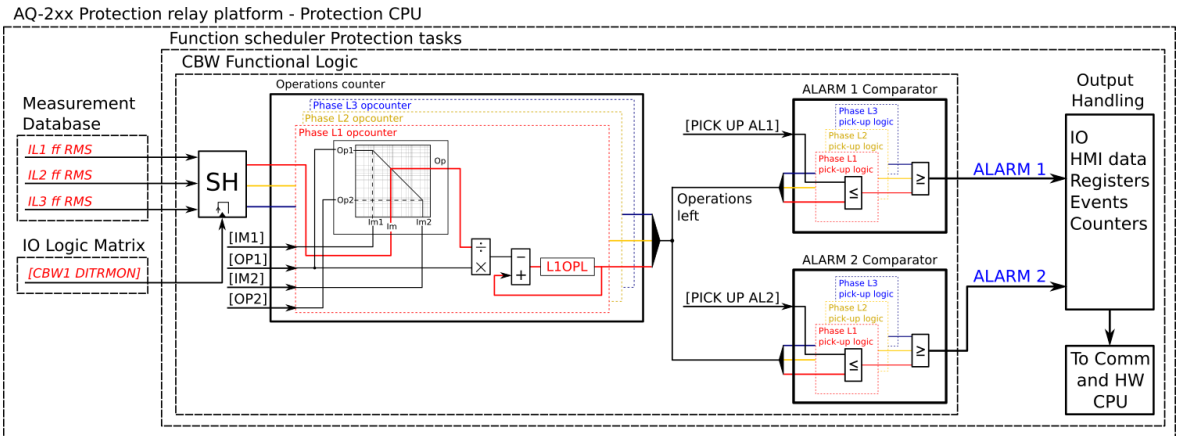 AQ-2xx Protection relay platform - Protection CPU
Function scheduler Protection tasks
CBW Functional Logic
Operations counter
Measurement
Database
IL1 ff RMS
IL2 ff RMS
IL3 ff RMS
IO Logic Matrix
[CBW1 DITRMON]
SH
Phase L3 opcounter
Phase L2 opcounter
Phase L1 opcounter
Op1
Op
Op2
Im1
Im
Im2
[IM1]
[OP1]
[IM2]
[OP2]
÷
×
−
+
L1OPL
Operations
left
ALARM 1 Comparator
[PICK UP AL1]
Phase L3
pick-up logic
Phase L2
pick-up logic
Phase L1
pick-up logic
≤
≥
ALARM 1
ALARM 2 Comparator
[PICK UP AL2]
Phase L3
pick-up logic
Phase L2
pick-up logic
Phase L1
pick-up logic
≤
≥
ALARM 2
Output
Handling
IO
HMI data
Registers
Events
Counters
To Comm
and HW
CPU